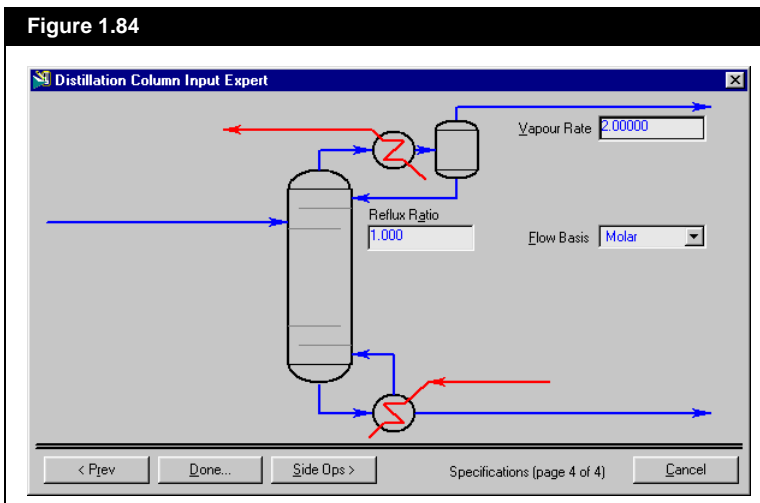 Figure 1.84
Distillation Column Input Expert
Vapour Rate 2.00000
Reflux Ratio
1.000
Flow Basis Molar
< Prev Done... Side Ops > Specifications (page 4 of 4) Cancel